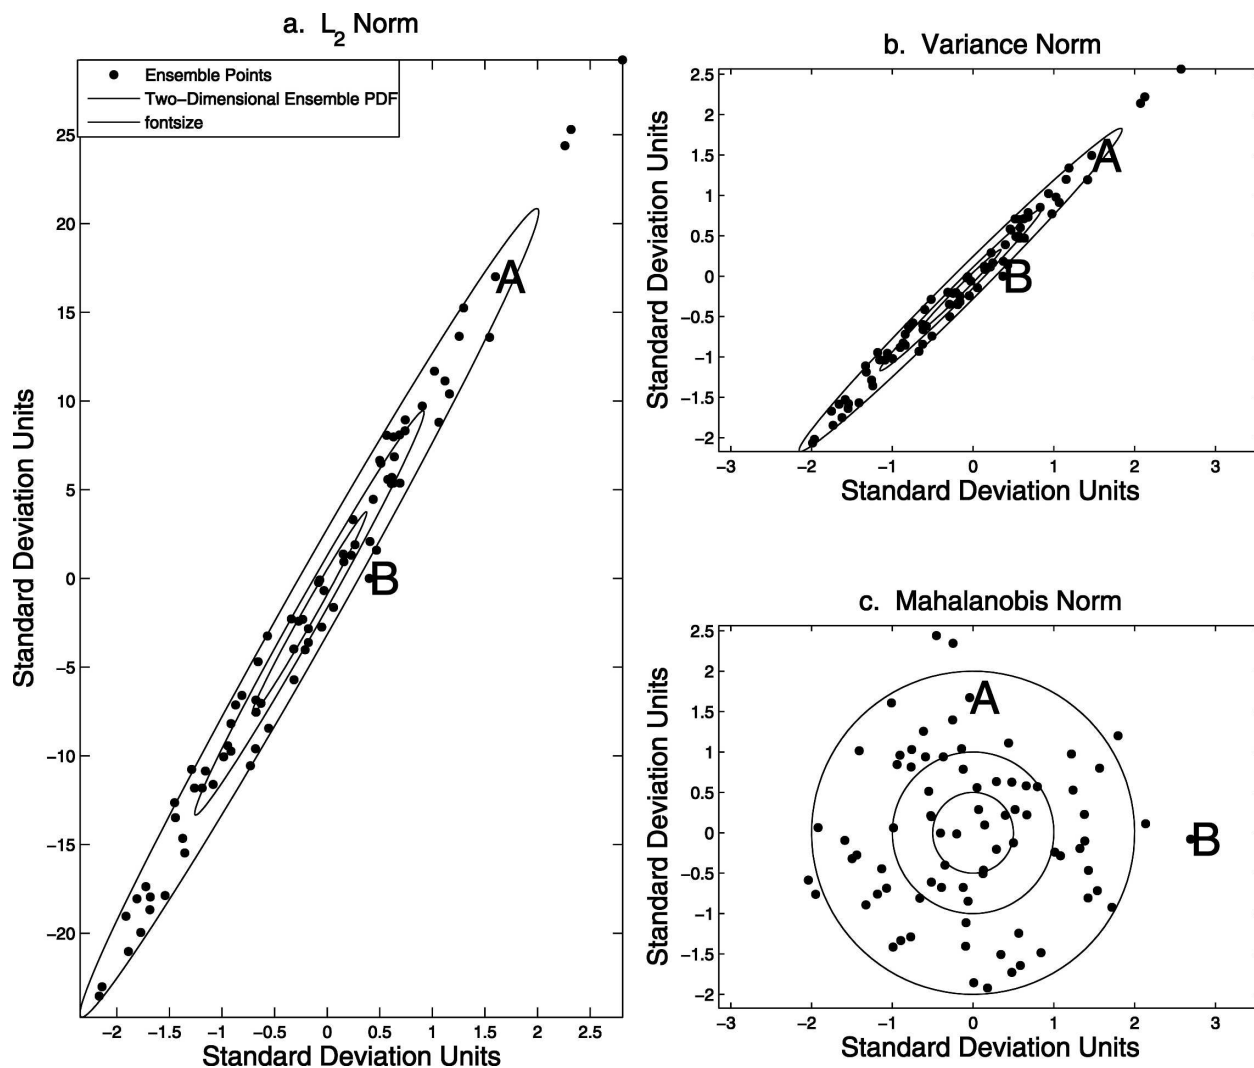 a. L2 Norm
Ensemble Points
Two-Dimensional Ensemble PDF
fontsize
25
20
15
10
5
0
-5
-10
-15
-20
Standard Deviation Units
A
B
-2 -1.5 -1 -0.5 0 0.5 1 1.5 2 2.5
Standard Deviation Units
b. Variance Norm
2.5
2
1.5
1
0.5
0
-0.5
-1
-1.5
-2
Standard Deviation Units
A
B
-3 -2 -1 0 1 2 3
Standard Deviation Units
c. Mahalanobis Norm
2.5
2
1.5
1
0.5
0
-0.5
-1
-1.5
-2
Standard Deviation Units
A
B
-3 -2 -1 0 1 2 3
Standard Deviation Units